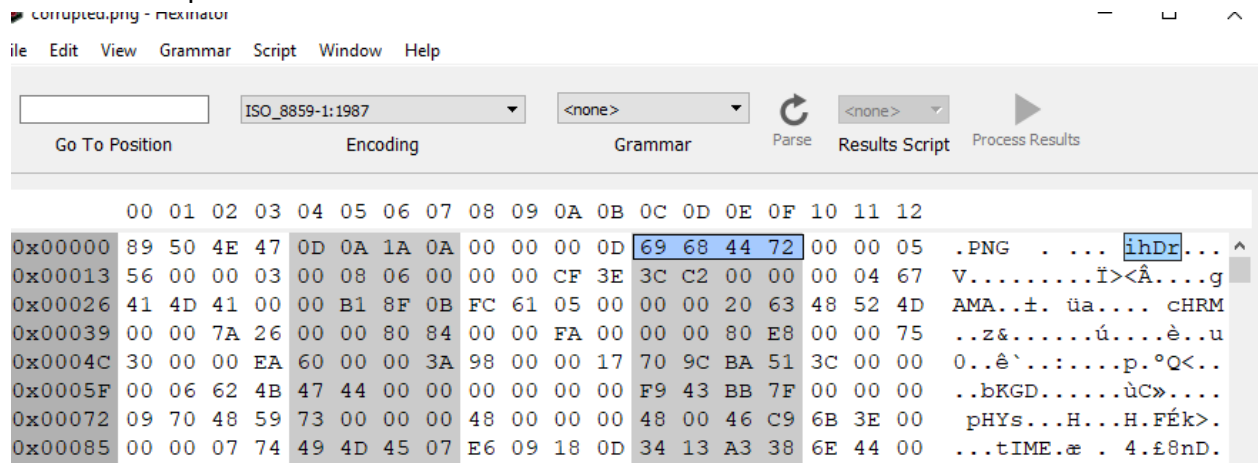 corrupted.png - Hexinator
ile Edit View Grammar Script Window Help
ISO_8859-1:1987 <none> <none>
Go To Position Encoding Grammar Parse Results Script Process Results
00 01 02 03 04 05 06 07 08 09 0A 0B 0C 0D 0E 0F 10 11 12
0x00000 89 50 4E 47 0D 0A 1A 0A 00 00 00 0D 69 68 44 72 00 00 05 .PNG . ... ihDr...
0x00013 56 00 00 03 00 08 06 00 00 00 CF 3E 3C C2 00 00 00 04 67 V.........Ï><Â....g
0x00026 41 4D 41 00 00 B1 8F 0B FC 61 05 00 00 00 20 63 48 52 4D AMA..±. üa.... cHRM
0x00039 00 00 7A 26 00 00 80 84 00 00 FA 00 00 00 80 E8 00 00 75 ..z&......ú....è..u
0x0004C 30 00 00 EA 60 00 00 3A 98 00 00 17 70 9C BA 51 3C 00 00 0..ê`..:....p.ºQ<..
0x0005F 00 06 62 4B 47 44 00 00 00 00 00 00 F9 43 BB 7F 00 00 00 ..bKGD......ùC»....
0x00072 09 70 48 59 73 00 00 00 48 00 00 00 48 00 46 C9 6B 3E 00 pHYs...H...H.FÉk>.
0x00085 00 00 07 74 49 4D 45 07 E6 09 18 0D 34 13 A3 38 6E 44 00 ...tIME.æ . 4.£8nD.